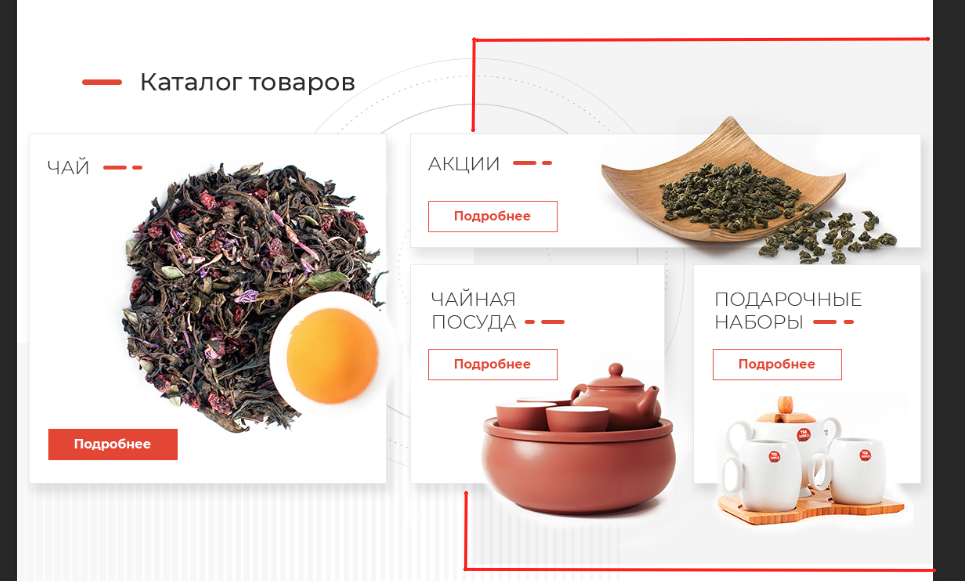 Каталог товаров
ЧАЙ
Подробнее
АКЦИИ
Подробнее
ЧАЙНАЯ
ПОСУДА
Подробнее
ПОДАРОЧНЫЕ
НАБОРЫ
Подробнее